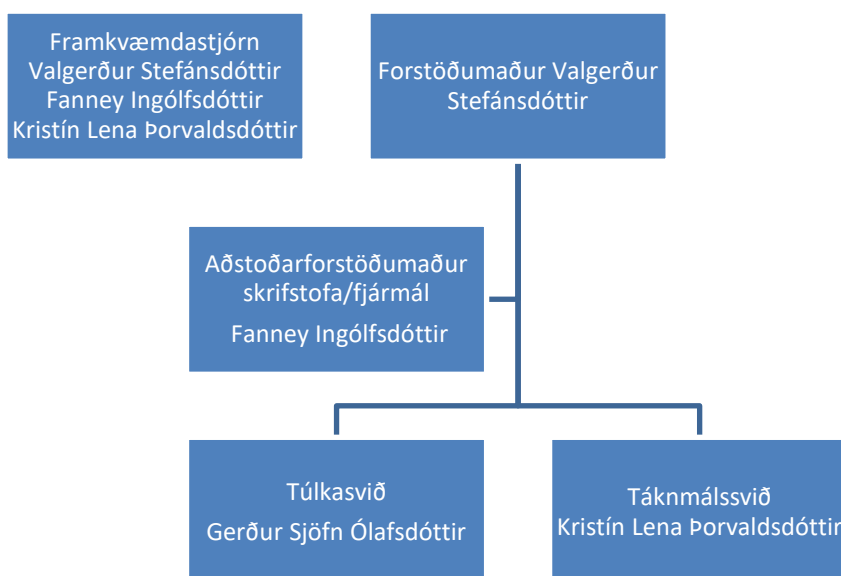 Framkvæmdastjórn
Valgerður Stefánsdóttir
Fanney Ingólfsdóttir
Kristín Lena Þorvaldsdóttir
Forstöðumaður Valgerður
Stefánsdóttir
Aðstoðarforstöðumaður
skrifstofa/fjármál
Fanney Ingólfsdóttir
Túlkasvið
Gerður Sjöfn Ólafsdóttir
Táknmálssvið
Kristín Lena Þorvaldsdóttir